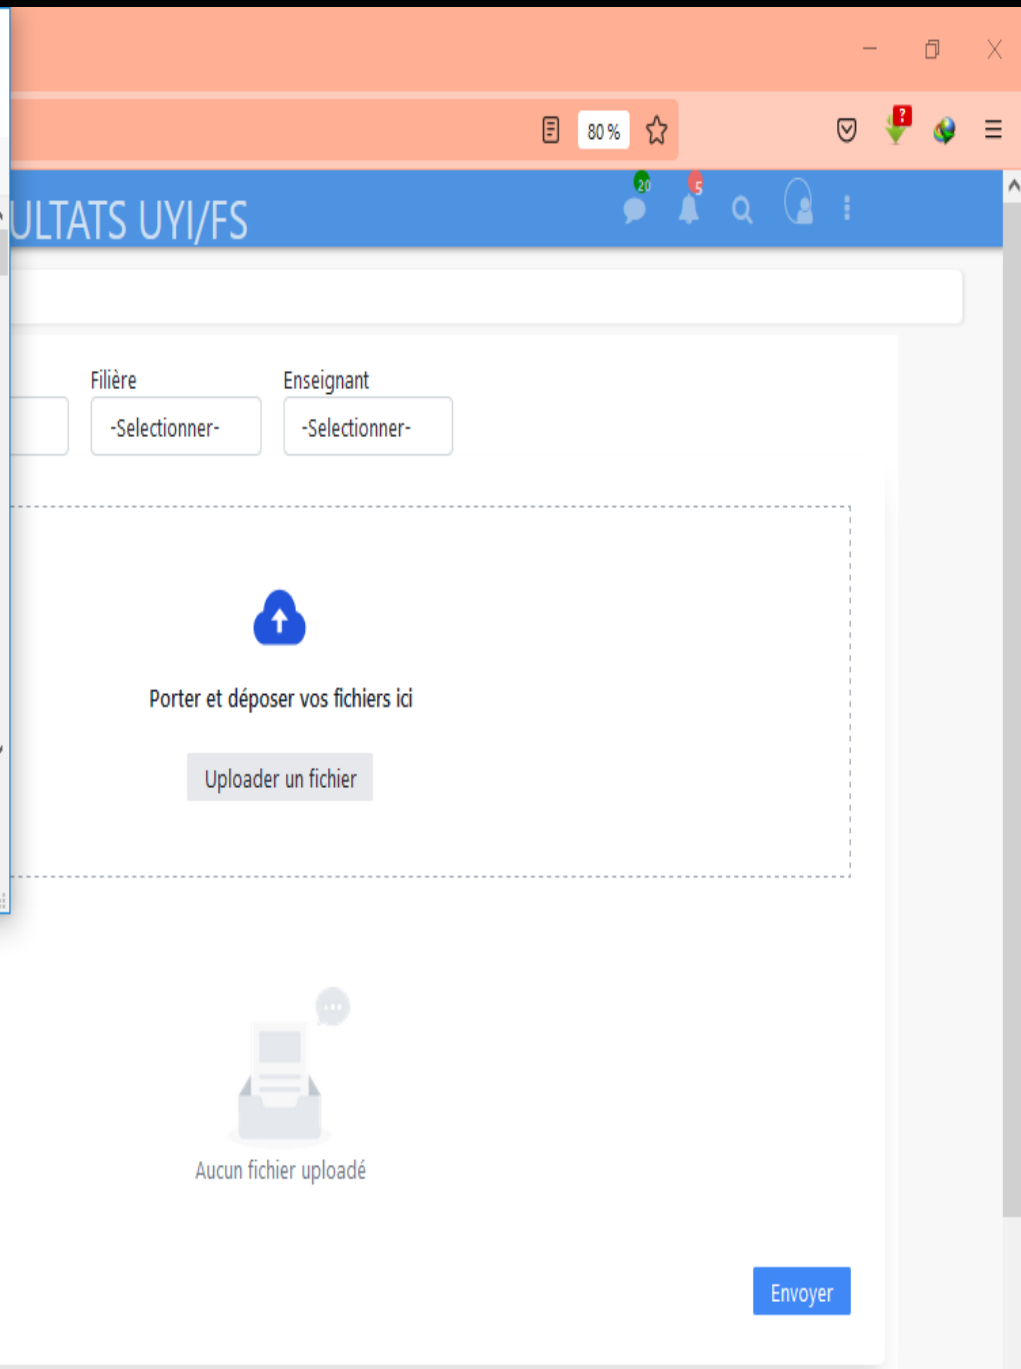 80 %
?
ULTATS UYI/FS
20
5
Filière
Enseignant
-Selectionner-
-Selectionner-
Porter et déposer vos fichiers ici
Uploader un fichier
Aucun fichier uploadé
Envoyer